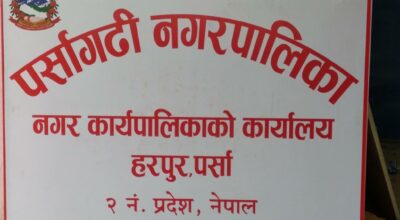 पर्सागढी नगरपालिका
नगर कार्यपालिकाको कार्यालय
हरपुर,पर्सा
२ नं. प्रदेश, नेपाल